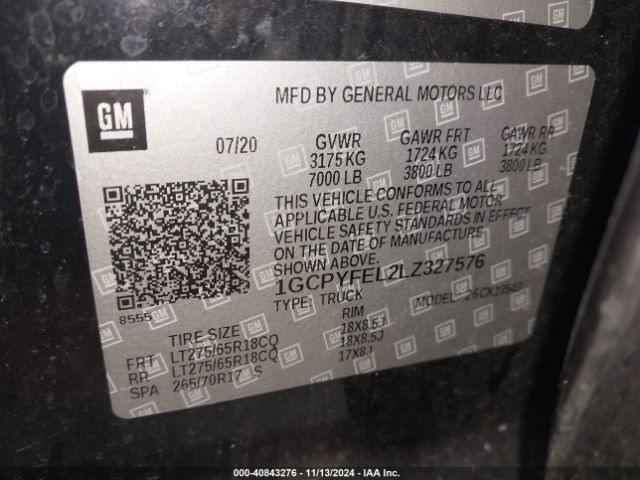 GM
MFD BY GENERAL MOTORS LLC
07/20 GVWR GAWR FRT GAWR RR
3175 KG 1724 KG 1724 KG
7000 LB 3800 LB 3800 LB
THIS VEHICLE CONFORMS TO ALL
APPLICABLE U.S. FEDERAL MOTOR
VEHICLE SAFETY STANDARDS IN EFFECT
ON THE DATE OF MANUFACTURE
SHOWN ABOVE.
1GCPYFEL2LZ327576
8555 TYPE: TRUCK MODEL:
TIRE SIZE RIM
FRT LT275/65R18CQ 18X8.5J
RR LT275/65R18CQ 18X8.5J
SPA 265/70R17 S 17X8J
000-40843276 - 11/13/2024 - IAA Inc.